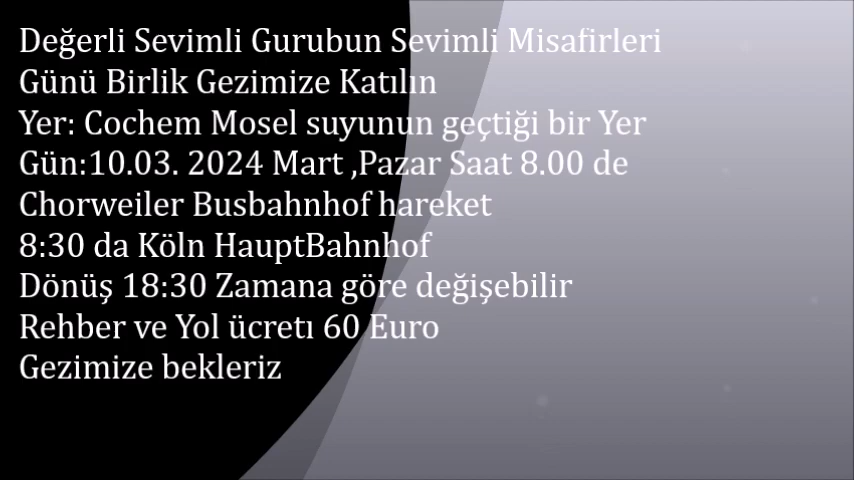 Değerli Sevimli Gurubun Sevimli Misafirleri
Günü Birlik Gezimize Katılın
Yer: Cochem Mosel suyunun geçtiği bir Yer
Gün:10.03. 2024 Mart ,Pazar Saat 8.00 de
Chorweiler Busbahnhof hareket
8:30 da Köln HauptBahnhof
Dönüş 18:30 Zamana göre değişebilir
Rehber ve Yol ücretı 60 Euro
Gezimize bekleriz